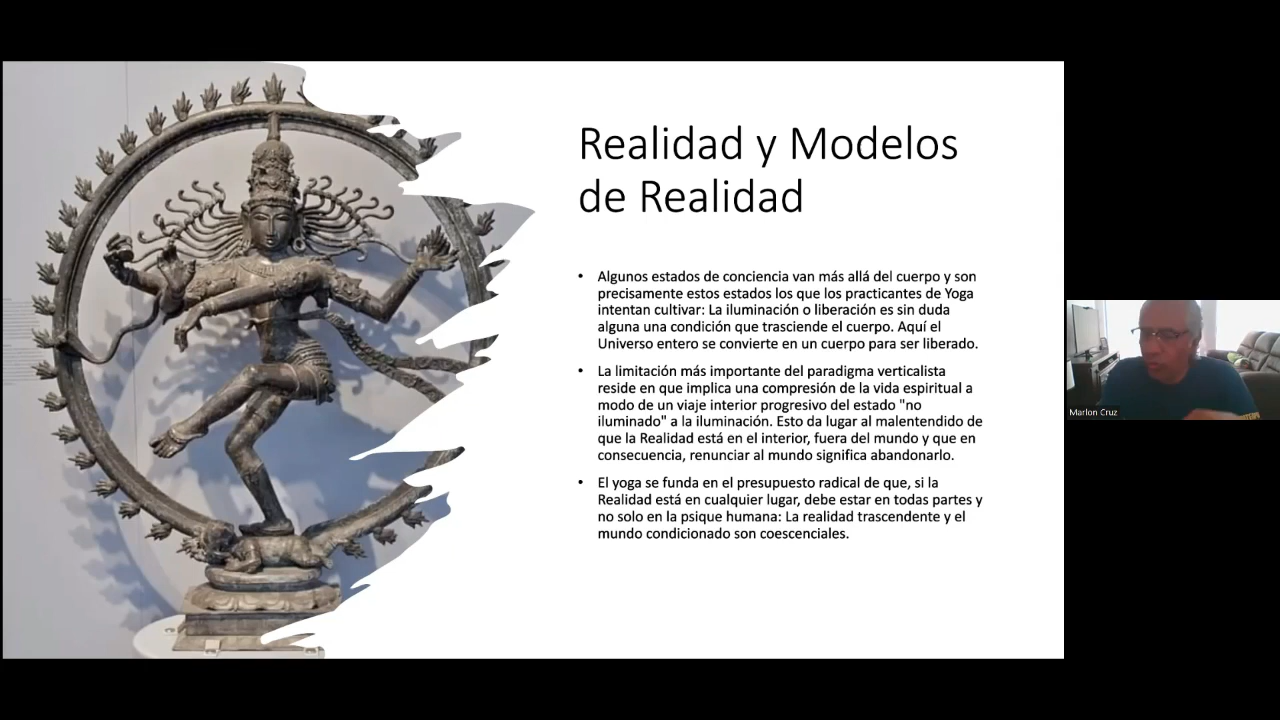 Realidad y Modelos
de Realidad
• Algunos estados de conciencia van más allá del cuerpo y son
precisamente estos estados los que los practicantes de Yoga
intentan cultivar: La iluminación o liberación es sin duda
alguna una condición que trasciende el cuerpo. Aquí el
Universo entero se convierte en un cuerpo para ser liberado.
• La limitación más importante del paradigma verticalista
reside en que implica una compresión de la vida espiritual a
modo de un viaje interior progresivo del estado "no
iluminado" a la iluminación. Esto da lugar al malentendido de
que la Realidad está en el interior, fuera del mundo y que en
consecuencia, renunciar al mundo significa abandonarlo.
• El yoga se funda en el presupuesto radical de que, si la
Realidad está en cualquier lugar, debe estar en todas partes y
no solo en la psique humana: La realidad trascendente y el
mundo condicionado son coescenciales.
Marlon Cruz